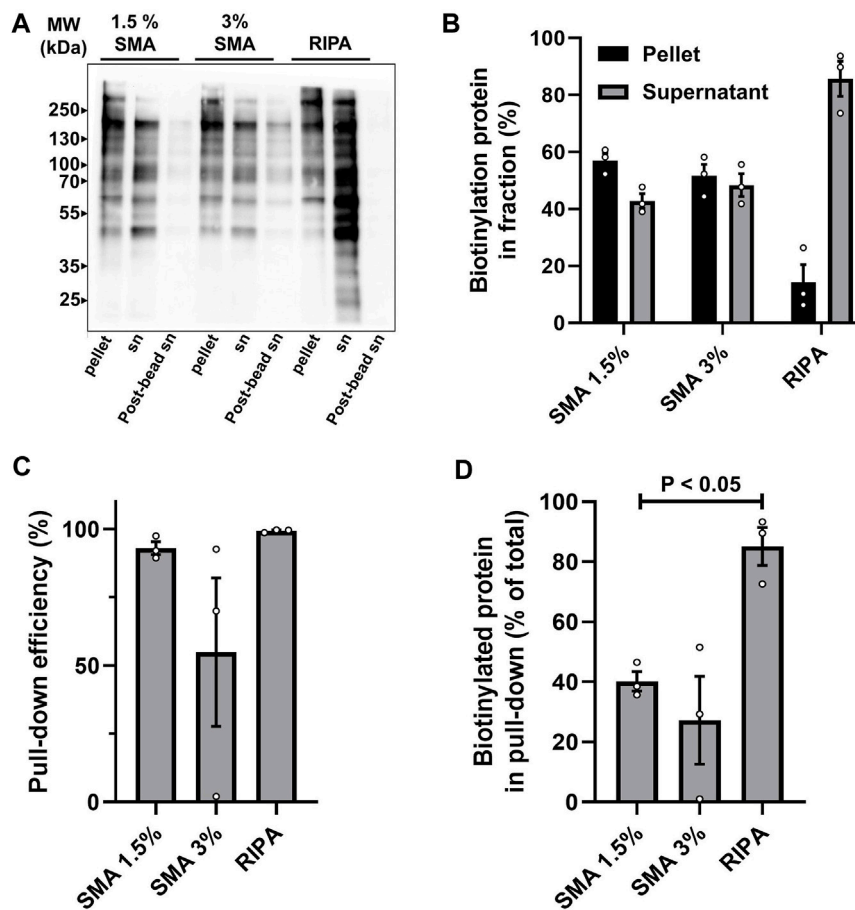 A
MW
(kDa)
1.5 %
SMA
3%
SMA
RIPA
250
130
100
70
55
35
25
pellet
sn
Post-bead sn
pellet
sn
Post-bead sn
pellet
sn
Post-bead sn
B
Biotinylation protein
in fraction (%)
100
80
60
40
20
0
Pellet
Supernatant
SMA 1.5%
SMA 3%
RIPA
C
Pull-down efficiency (%)
100
50
0
SMA 1.5%
SMA 3%
RIPA
D
Biotinylated protein
in pull-down (% of total)
P < 0.05
100
80
60
40
20
0
SMA 1.5%
SMA 3%
RIPA